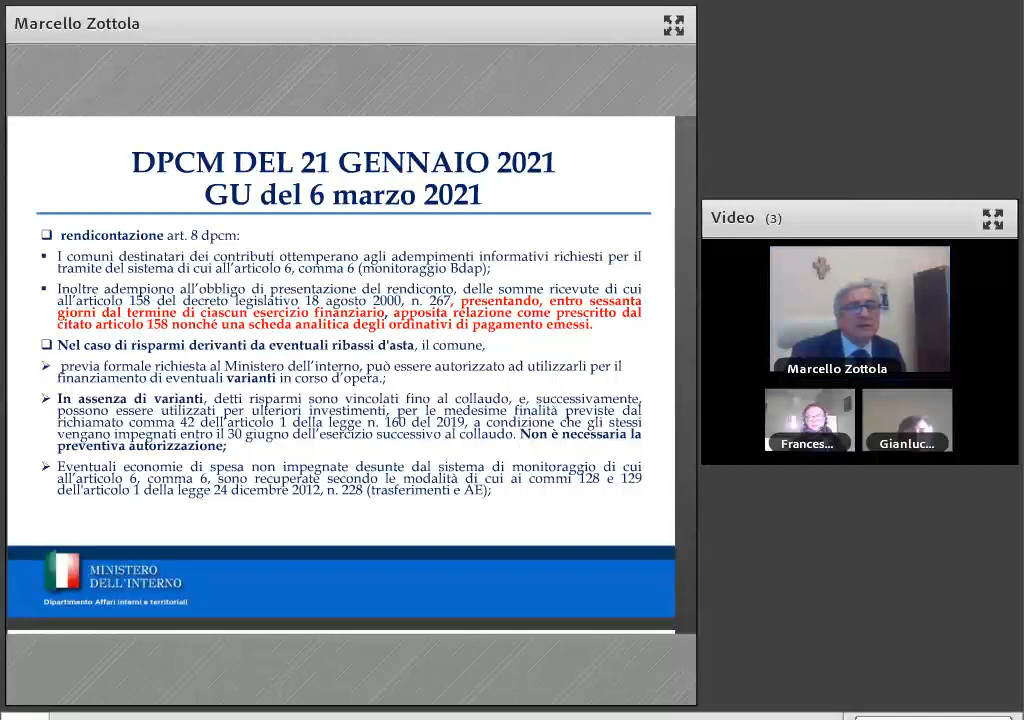 Marcello Zottola
DPCM DEL 21 GENNAIO 2021
GU del 6 marzo 2021
rendicontazione art. 8 dpcm:
I comuni destinatari dei contributi ottemperano agli adempimenti informativi richiesti per il
tramite del sistema di cui all'articolo 6, comma 6 (monitoraggio Bdap);
Inoltre adempiono all'obbligo di presentazione del rendiconto, delle somme ricevute di cui
all'articolo 158 del decreto legislativo 18 agosto 2000, n. 267, presentando, entro sessanta
giorni dal termine di ciascun esercizio finanziario, apposita relazione come prescritto dal
citato articolo 158 nonché una scheda analitica degli ordinativi di pagamento emessi.
Nel caso di risparmi derivanti da eventuali ribassi d'asta, il comune,
previa formale richiesta al Ministero dell'interno, può essere autorizzato ad utilizzarli per il
finanziamento di eventuali varianti in corso d'opera.;
In assenza di varianti, detti risparmi sono vincolati fino al collaudo, e, successivamente,
possono essere utilizzati per ulteriori investimenti, per le medesime finalità previste dal
richiamato comma 42 dell'articolo 1 della legge n. 160 del 2019, a condizione che gli stessi
vengano impegnati entro il 30 giugno dell'esercizio successivo al collaudo. Non è necessaria la
preventiva autorizzazione;
Eventuali economie di spesa non impegnate desunte dal sistema di monitoraggio di cui
all'articolo 6, comma 6, sono recuperate secondo le modalità di cui ai commi 128 e 129
dell'articolo 1 della legge 24 dicembre 2012, n. 228 (trasferimenti e AE);
MINISTERO
DELL'INTERNO
Dipartimento Affari interni e territoriali
Video (3)
Marcello Zottola
Frances...
Gianluc...